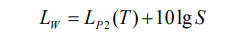 L_W = L_{P2}(T) + 10 lg S